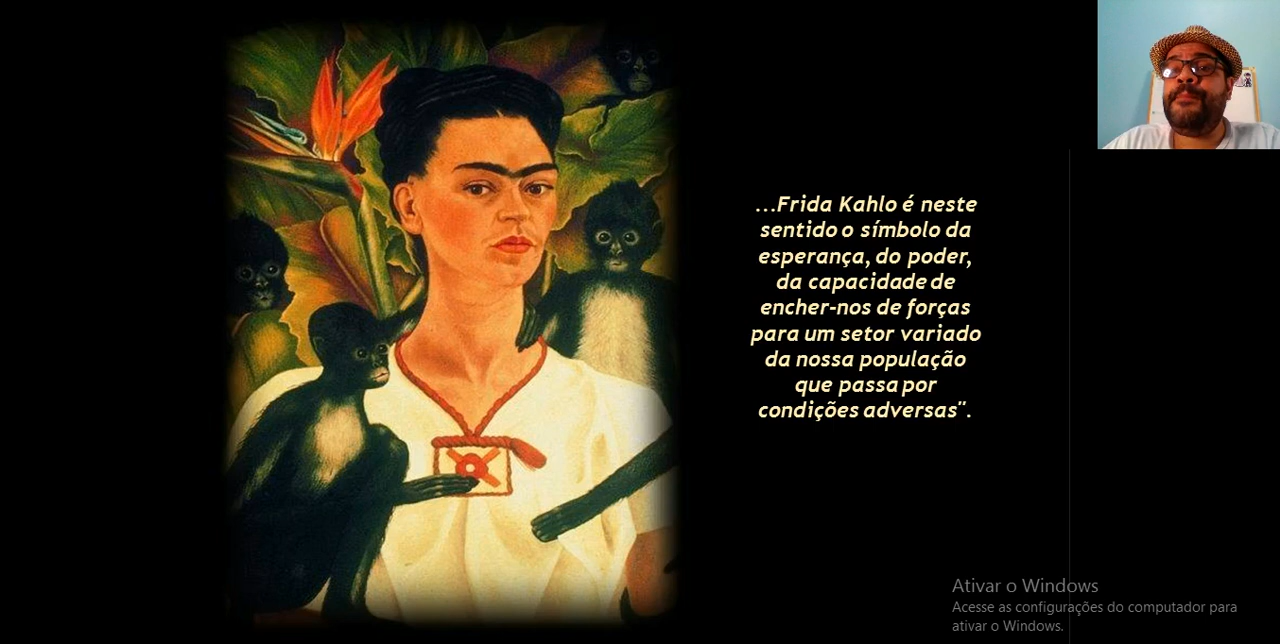 ...Frida Kahlo é neste
sentido o símbolo da
esperança, do poder,
da capacidade de
encher-nos de forças
para um setor variado
da nossa população
que passa por
condições adversas".
Ativar o Windows
Acesse as configurações do computador para
ativar o Windows.